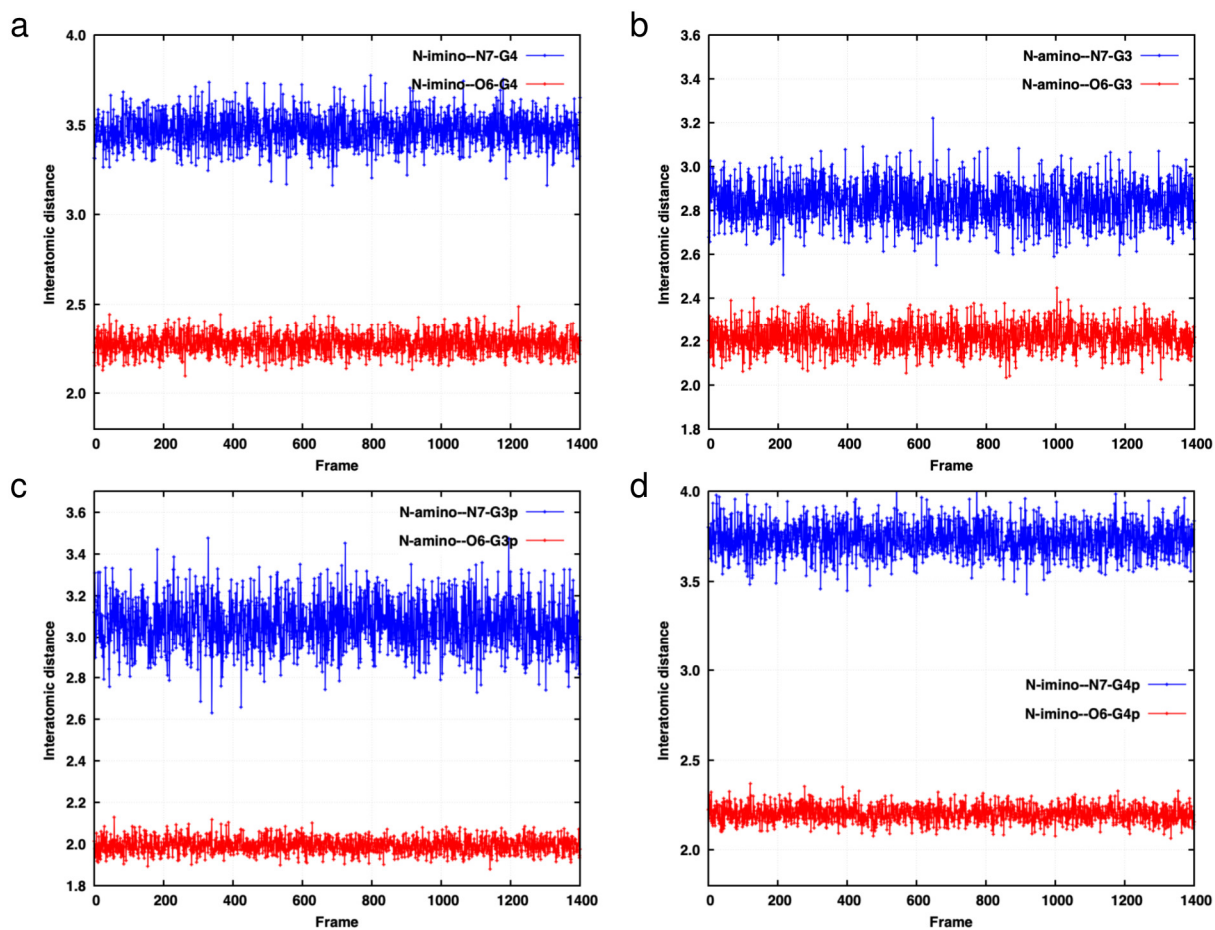 a
4.0
3.5
3.0
2.5
2.0
Interatomic distance
N-imino--N7-G4
N-imino--O6-G4
0 200 400 600 800 1000 1200 1400
Frame
b
3.6
3.4
3.2
3.0
2.8
2.6
2.4
2.2
2.0
1.8
Interatomic distance
N-amino--N7-G3
N-amino--O6-G3
0 200 400 600 800 1000 1200 1400
Frame
c
3.6
3.4
3.2
3.0
2.8
2.6
2.4
2.2
2.0
1.8
Interatomic distance
N-amino--N7-G3p
N-amino--O6-G3p
0 200 400 600 800 1000 1200 1400
Frame
d
4.0
3.5
3.0
2.5
2.0
Interatomic distance
N-imino--N7-G4p
N-imino--O6-G4p
0 200 400 600 800 1000 1200 1400
Frame